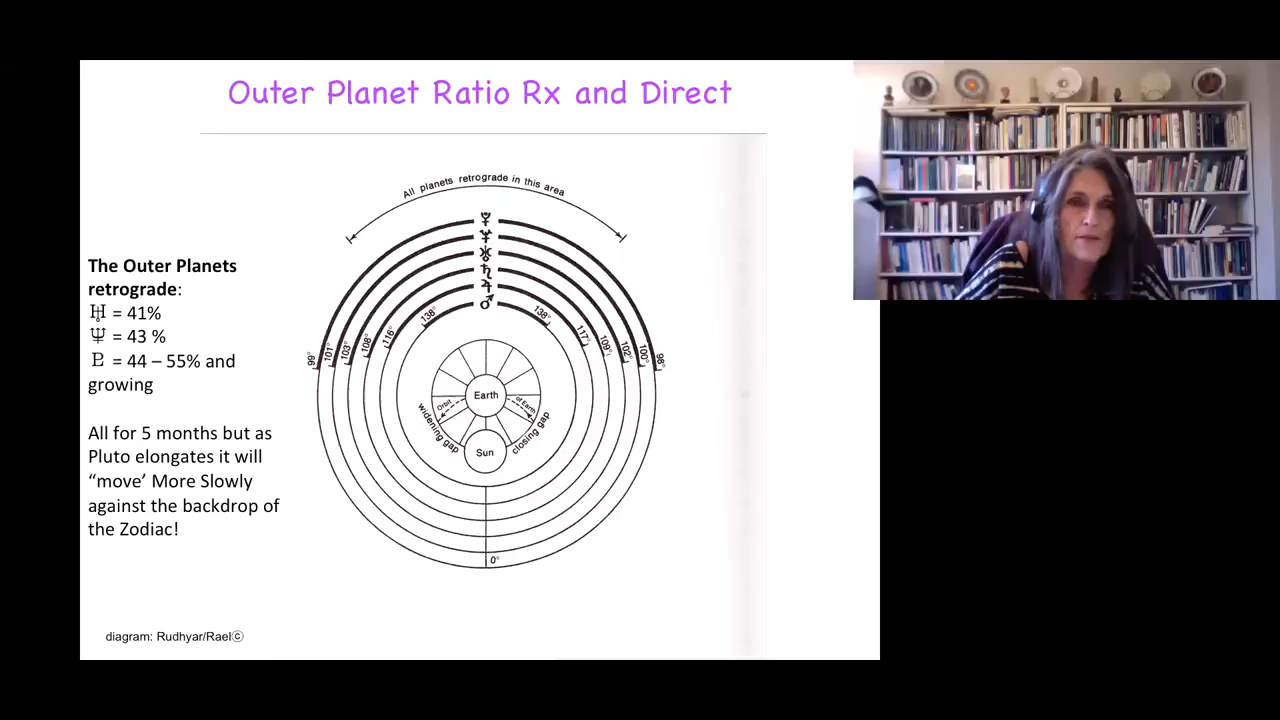 Outer Planet Ratio Rx and Direct
The Outer Planets
retrograde:
♅ = 41%
♆ = 43 %
♇ = 44 – 55% and
growing
All for 5 months but as
Pluto elongates it will
“move’ More Slowly
against the backdrop of
the Zodiac!
All planets retrograde in this area
♂
138°
138°
99°
101°
103°
108°
116°
117°
109°
102°
100°
98°
Earth
Orbit
of Earth
widening gap
closing gap
Sun
0°
diagram: Rudhyar/Raelⓒ